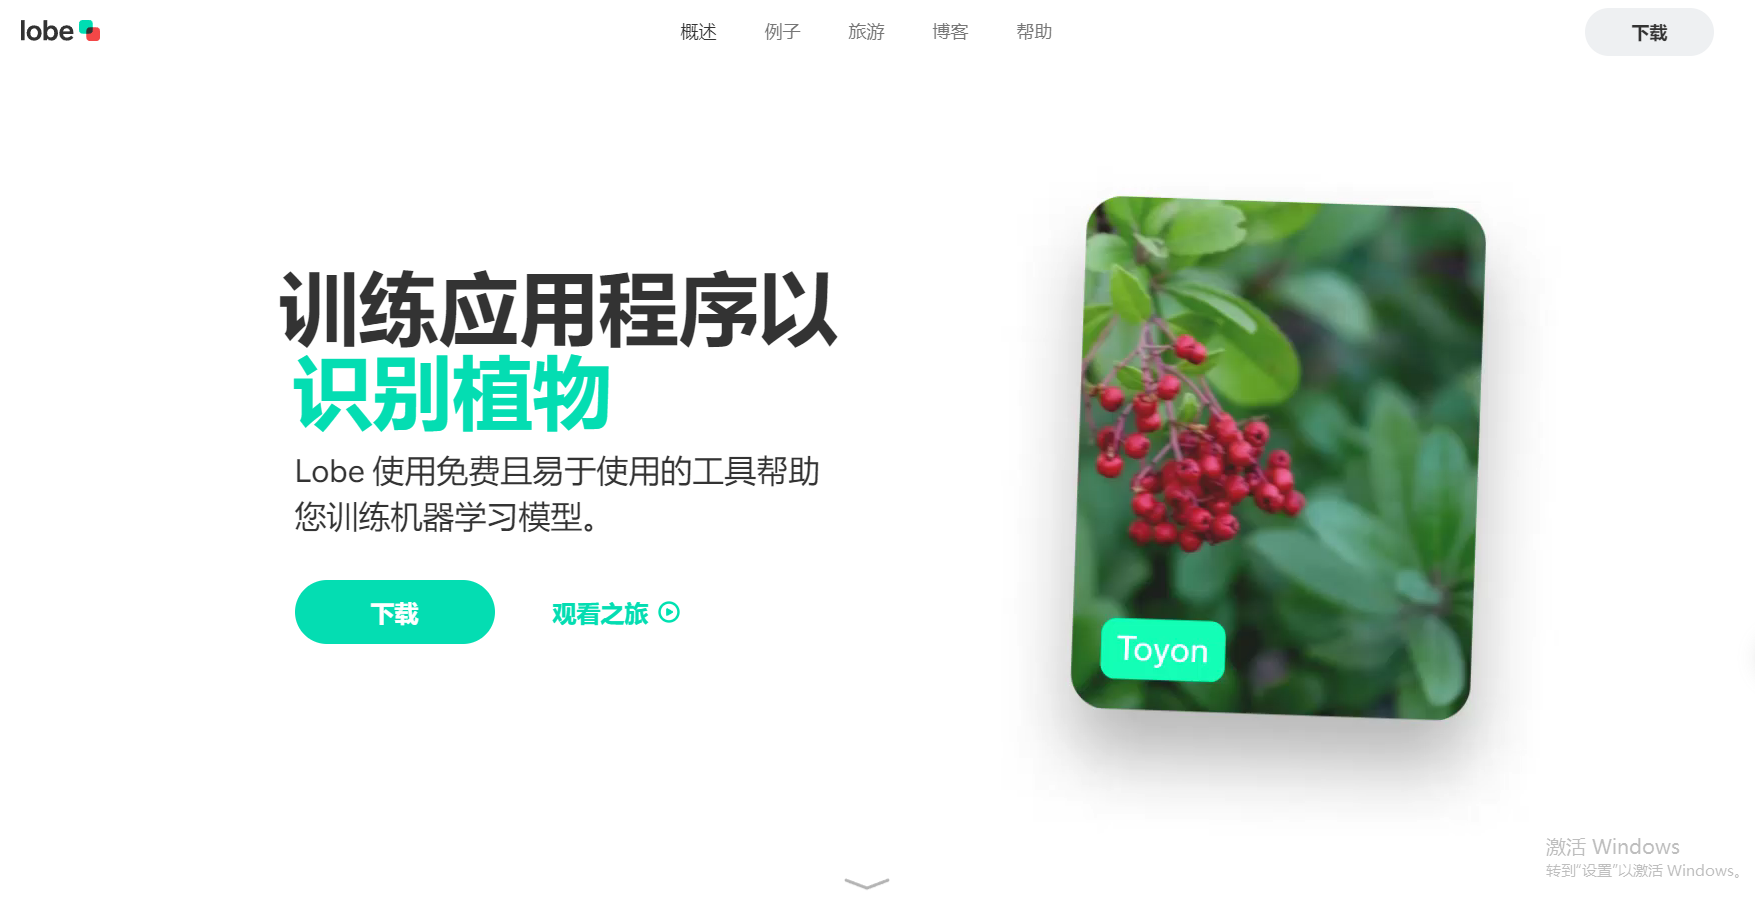 lobe
概述 例子 旅游 博客 帮助
下载
训练应用程序以
识别植物
Lobe 使用免费且易于使用的工具帮助
您训练机器学习模型。
下载 观看之旅
Toyon
激活 Windows
转到“设置”以激活 Windows。